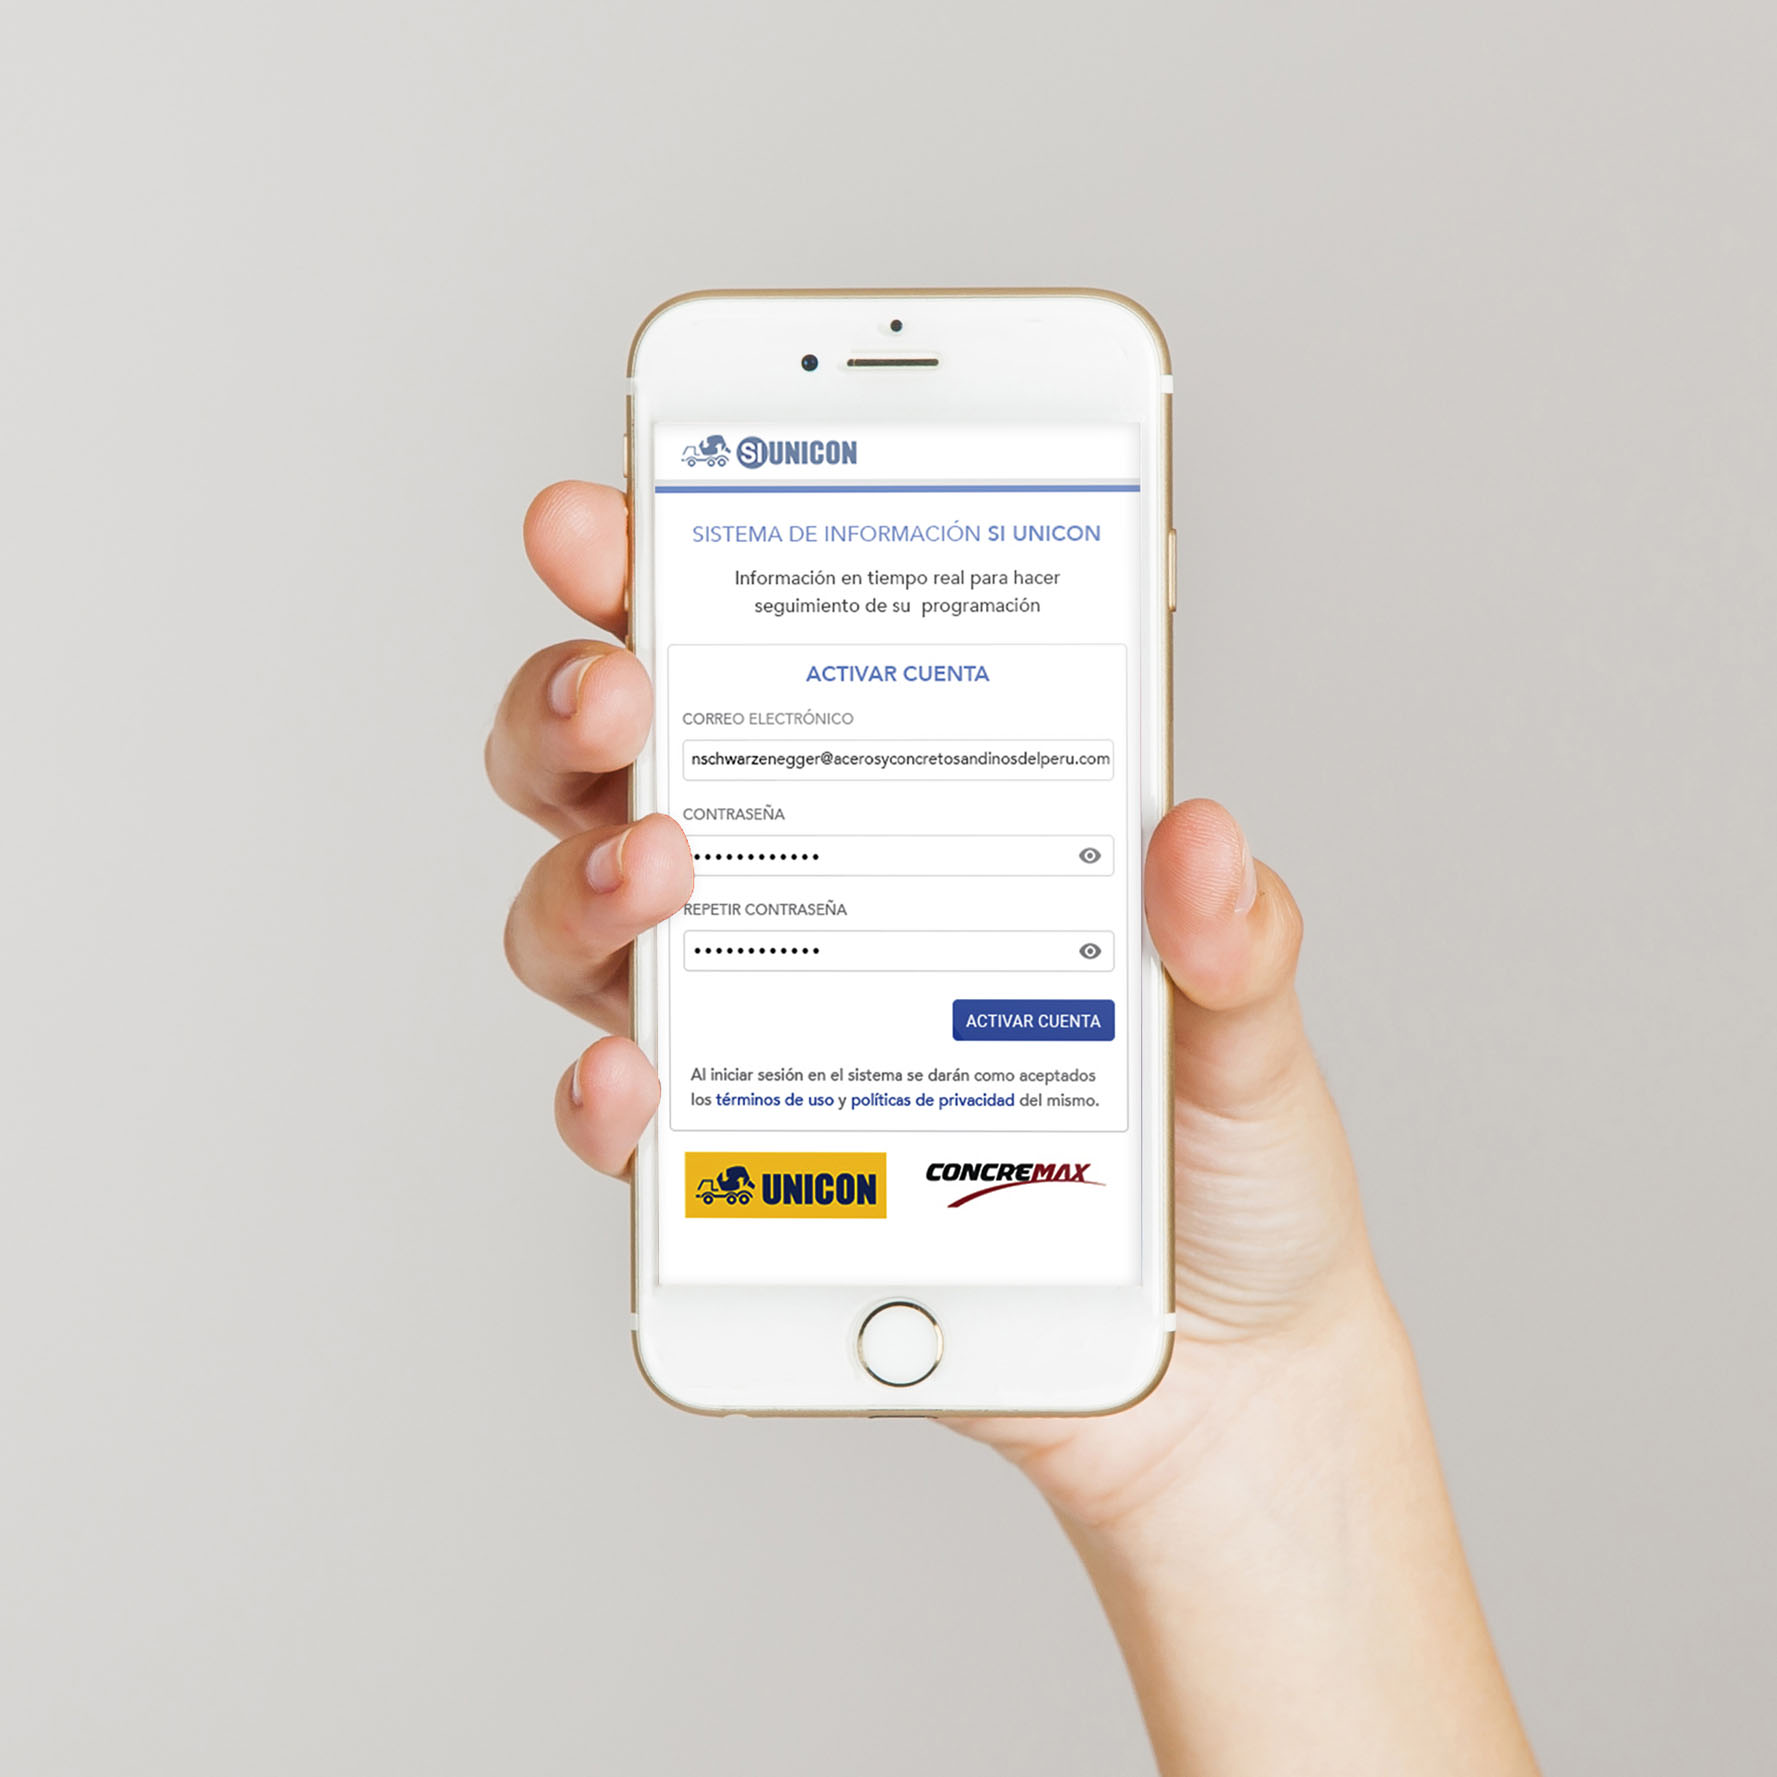 SI UNICON
SISTEMA DE INFORMACIÓN SI UNICON
Información en tiempo real para hacer
seguimiento de su programación
ACTIVAR CUENTA
CORREO ELECTRÓNICO
nschwarzenegger@acerosyconcretosandinosdelperu.com
CONTRASEÑA
••••••••••••
REPETIR CONTRASEÑA
••••••••••••
ACTIVAR CUENTA
Al iniciar sesión en el sistema se darán como aceptados
los términos de uso y políticas de privacidad del mismo.
UNICON
CONCREMAX